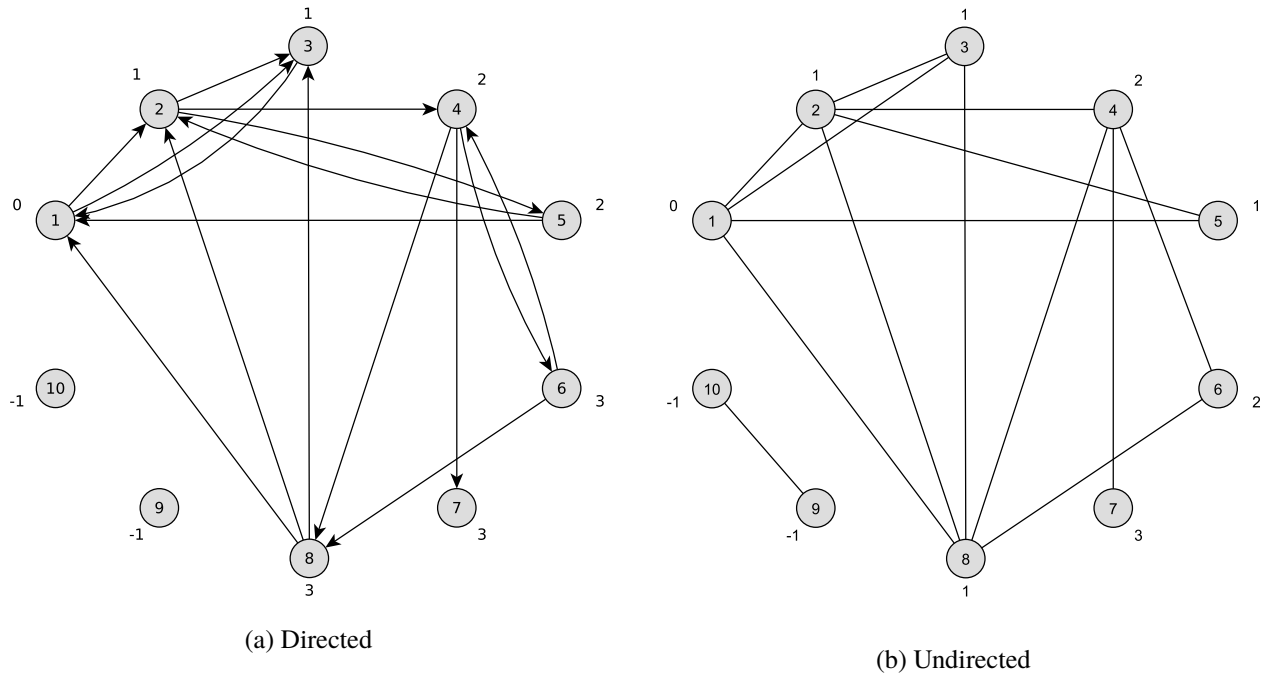 1 1
3 3
1 2 1 2
2 4 2 4
0 2 0 1
1 5 1 5
10 6 10 6
-1 3 -1 2
9 7 9 7
-1 3 -1 3
8 8
3 1
(a) Directed
(b) Undirected